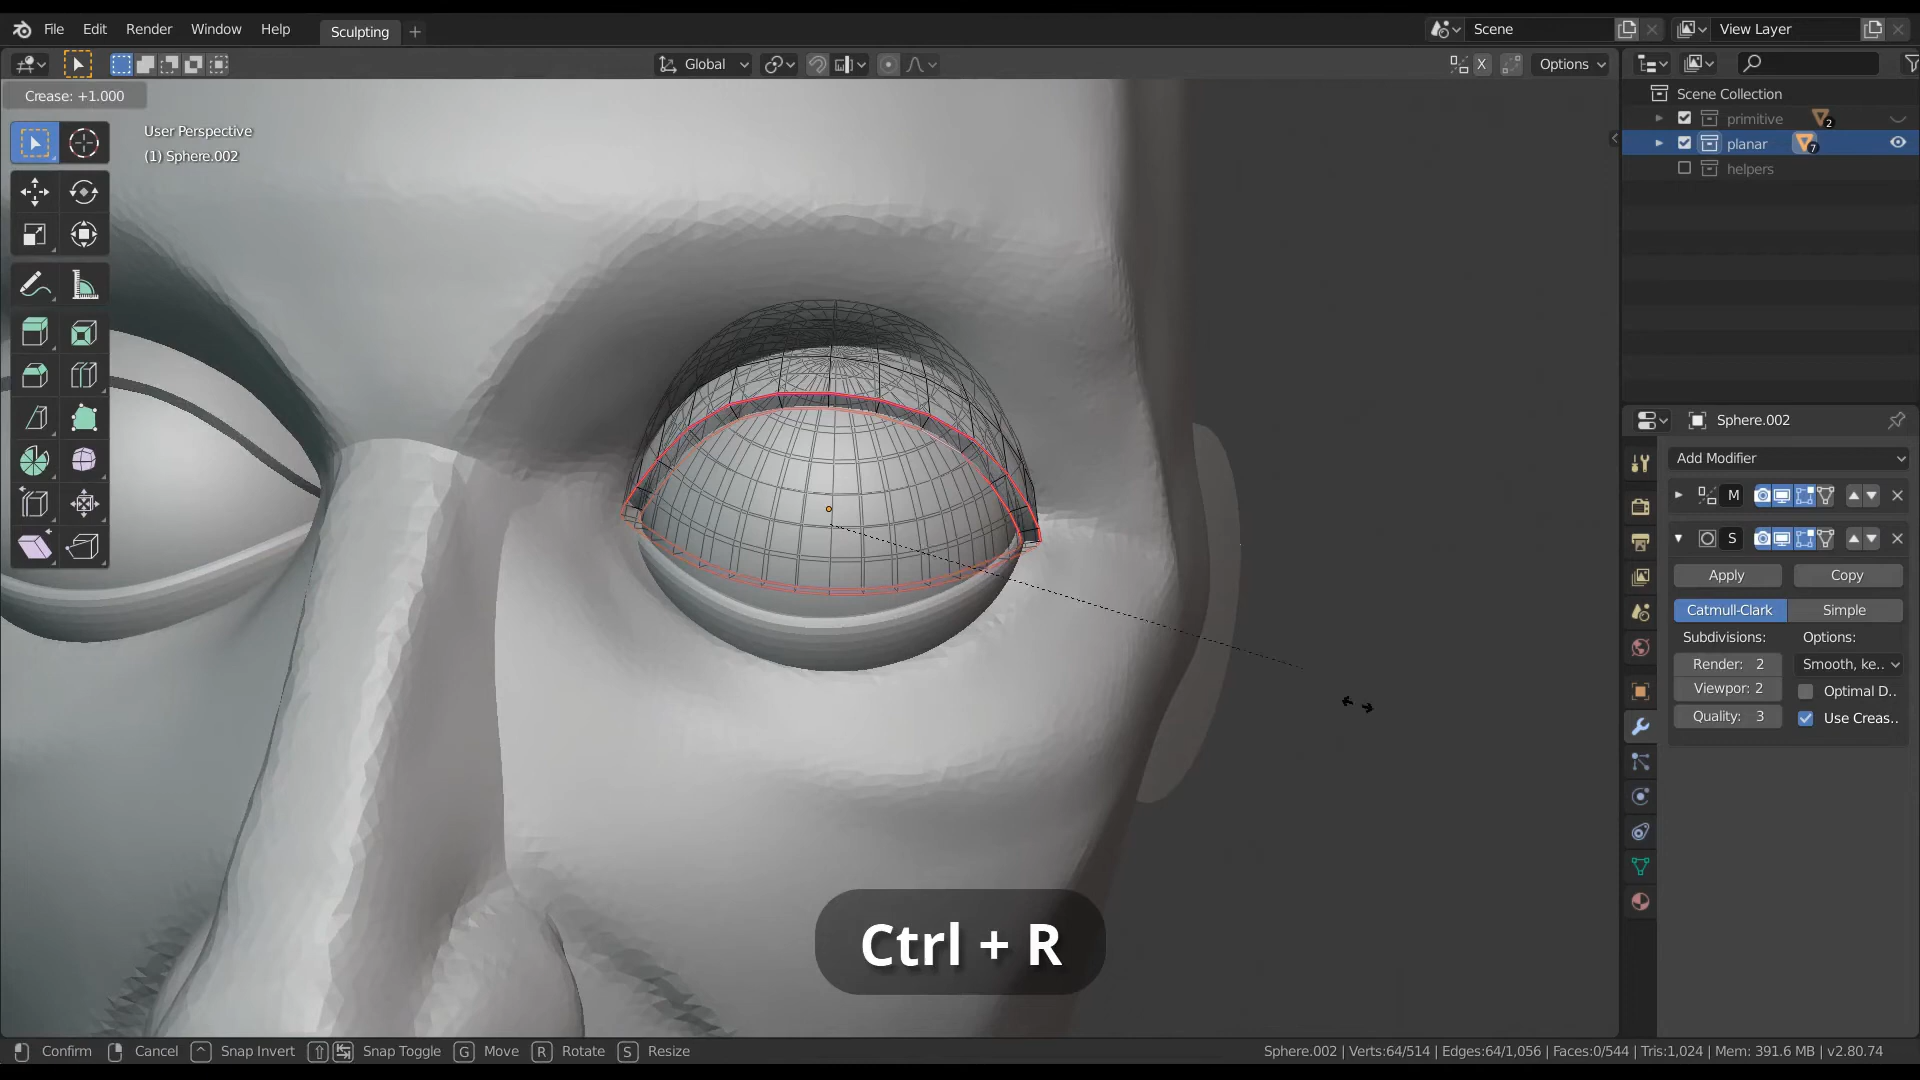 File Edit Render Window Help Sculpting + Scene View Layer
Global X Options
Crease: +1.000
User Perspective
(1) Sphere.002
Scene Collection
primitive 2
planar 7
helpers
Sphere.002
Add Modifier
M
S
Apply Copy
Catmull-Clark Simple
Subdivisions: Options:
Render: 2 Smooth, ke..
Viewpor: 2 Optimal D..
Quality: 3 Use Creas..
Ctrl + R
Confirm Cancel Snap Invert Snap Toggle G Move R Rotate S Resize Sphere.002 | Verts:64/514 | Edges:64/1,056 | Faces:0/544 | Tris:1,024 | Mem: 391.6 MB | v2.80.74